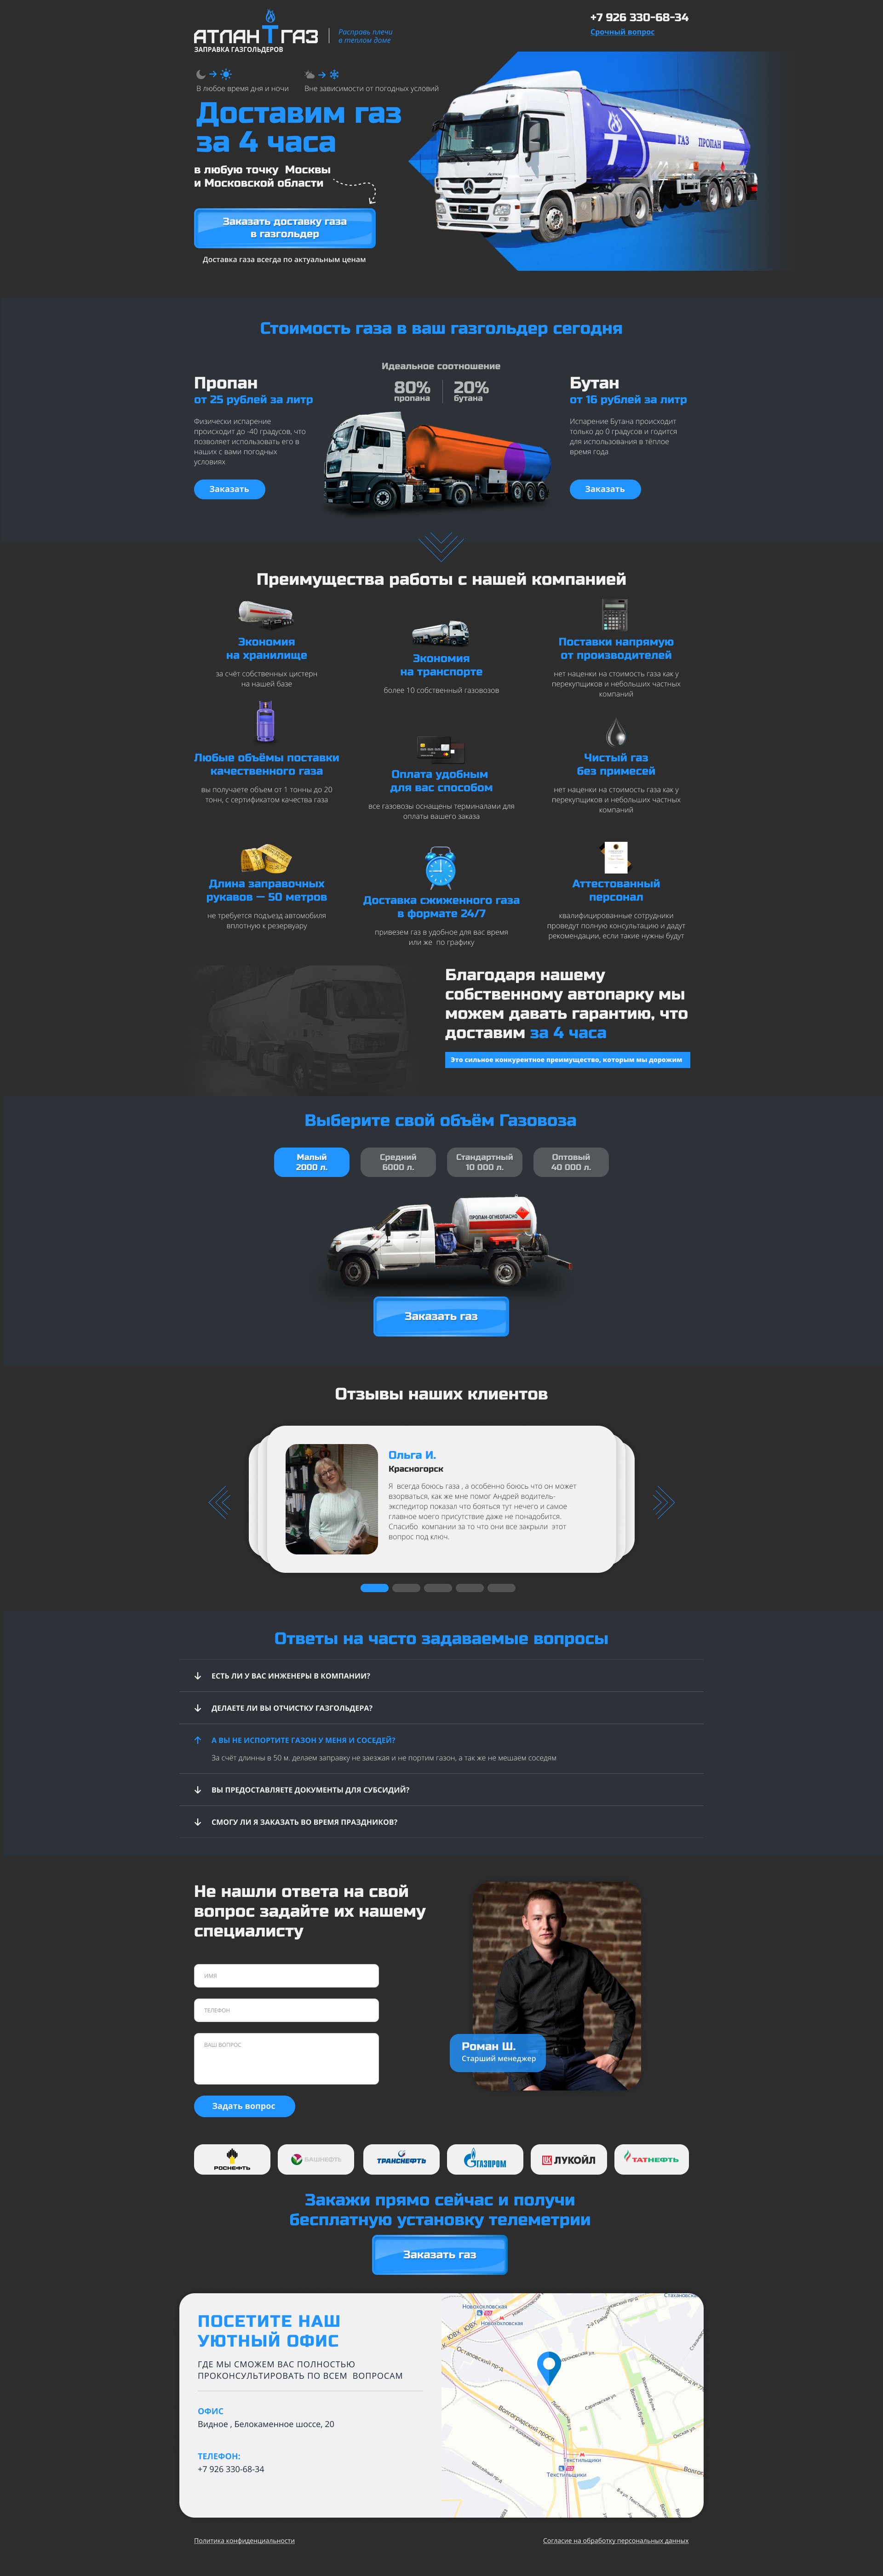 АТЛАНТГАЗ
ЗАПРАВКА ГАЗГОЛЬДЕРОВ
Расправь плечи
в теплом доме
+7 926 330-68-34
Срочный вопрос
В любое время дня и ночи
Вне зависимости от погодных условий
Доставим газ
за 4 часа
в любую точку Москвы
и Московской области
Заказать доставку газа
в газгольдер
Доставка газа всегда по актуальным ценам
ГАЗ ПРОПАН
Стоимость газа в ваш газгольдер сегодня
Пропан
от 25 рублей за литр
Физически испарение
происходит до -40 градусов, что
позволяет использовать его в
наших с вами погодных
условиях
Заказать
Идеальное соотношение
80%
пропана
20%
бутана
Бутан
от 16 рублей за литр
Испарение Бутана происходит
только до 0 градусов и годится
для использования в тёплое
время года
Заказать
Преимущества работы с нашей компанией
Экономия
на хранилище
за счёт собственных цистерн
на нашей базе
Экономия
на транспорте
более 10 собственный газовозов
Поставки напрямую
от производителей
нет наценки на стоимость газа как у
перекупщиков и небольших частных
компаний
Любые объёмы поставки
качественного газа
вы получаете объем от 1 тонны до 20
тонн, с сертификатом качества газа
Оплата удобным
для вас способом
все газовозы оснащены терминалами для
оплаты вашего заказа
Чистый газ
без примесей
нет наценки на стоимость газа как у
перекупщиков и небольших частных
компаний
Длина заправочных
рукавов — 50 метров
не требуется подъезд автомобиля
вплотную к резервуару
Доставка сжиженного газа
в формате 24/7
привезем газ в удобное для вас время
или же по графику
Аттестованный
персонал
квалифицированные сотрудники
проведут полную консультацию и дадут
рекомендации, если такие нужны будут
Благодаря нашему
собственному автопарку мы
можем давать гарантию, что
доставим за 4 часа
Это сильное конкурентное преимущество, которым мы дорожим
Выберите свой объём Газовоза
Малый
2000 л.
Средний
6000 л.
Стандартный
10 000 л.
Оптовый
40 000 л.
ПРОПАН-ОГНЕОПАСНО
Заказать газ
Отзывы наших клиентов
Ольга И.
Красногорск
Я всегда боюсь газа , а особенно боюсь что он может
взорваться, как же мне помог Андрей водитель-
экспедитор показал что бояться тут нечего и самое
главное моего присутствие даже не понадобится.
Спасибо компании за то что они все закрыли этот
вопрос под ключ.
Ответы на часто задаваемые вопросы
ЕСТЬ ЛИ У ВАС ИНЖЕНЕРЫ В КОМПАНИИ?
ДЕЛАЕТЕ ЛИ ВЫ ОТЧИСТКУ ГАЗГОЛЬДЕРА?
А ВЫ НЕ ИСПОРТИТЕ ГАЗОН У МЕНЯ И СОСЕДЕЙ?
За счёт длинны в 50 м. делаем заправку не заезжая и не портим газон, а так же не мешаем соседям
ВЫ ПРЕДОСТАВЛЯЕТЕ ДОКУМЕНТЫ ДЛЯ СУБСИДИЙ?
СМОГУ ЛИ Я ЗАКАЗАТЬ ВО ВРЕМЯ ПРАЗДНИКОВ?
Не нашли ответа на свой
вопрос задайте их нашему
специалисту
ИМЯ
ТЕЛЕФОН
ВАШ ВОПРОС
Задать вопрос
Роман Ш.
Старший менеджер
РОСНЕФТЬ
БАШНЕФТЬ
ТРАНСНЕФТЬ
ГАЗПРОМ
ЛУКОЙЛ
ТАТНЕФТЬ
Закажи прямо сейчас и получи
бесплатную установку телеметрии
Заказать газ
ПОСЕТИТЕ НАШ
УЮТНЫЙ ОФИС
ГДЕ МЫ СМОЖЕМ ВАС ПОЛНОСТЬЮ
ПРОКОНСУЛЬТИРОВАТЬ ПО ВСЕМ ВОПРОСАМ
ОФИС
Видное , Белокаменное шоссе, 20
ТЕЛЕФОН:
+7 926 330-68-34
Новохохловская
Новохохловская
Остаповский пр-д
Волгоградский просп.
Саратовская ул.
Люблинская ул.
Окская ул.
Текстильщики
Текстильщики
Политика конфиденциальности
Согласие на обработку персональных данных